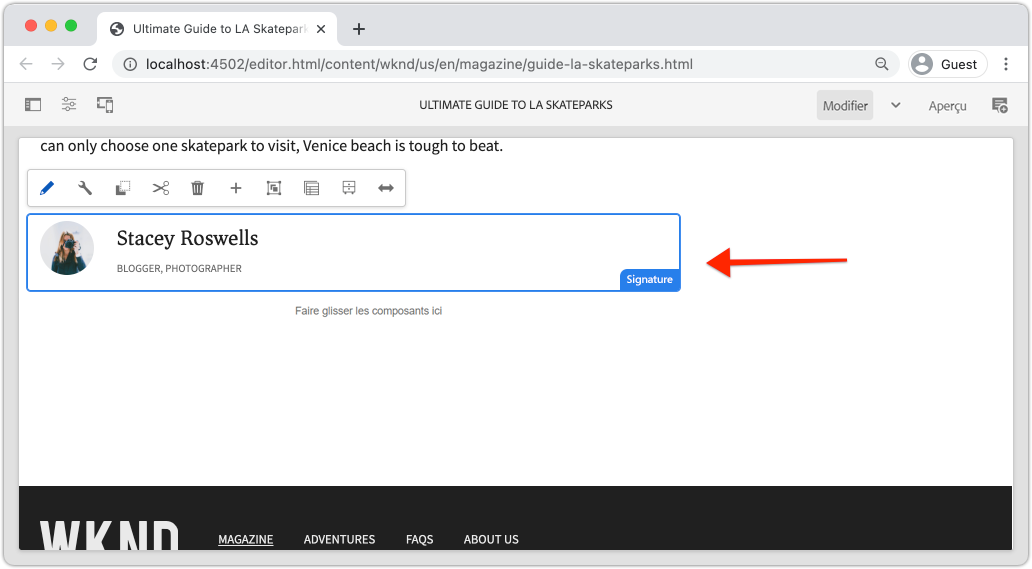 Ultimate Guide to LA Skatepar
localhost:4502/editor.html/content/wknd/us/en/magazine/guide-la-skateparks.html
Guest
ULTIMATE GUIDE TO LA SKATEPARKS
Modifier
Aperçu
can only choose one skatepark to visit, Venice beach is tough to beat.
Stacey Roswells
BLOGGER, PHOTOGRAPHER
Signature
Faire glisser les composants ici
WKND
MAGAZINE ADVENTURES FAQS ABOUT US